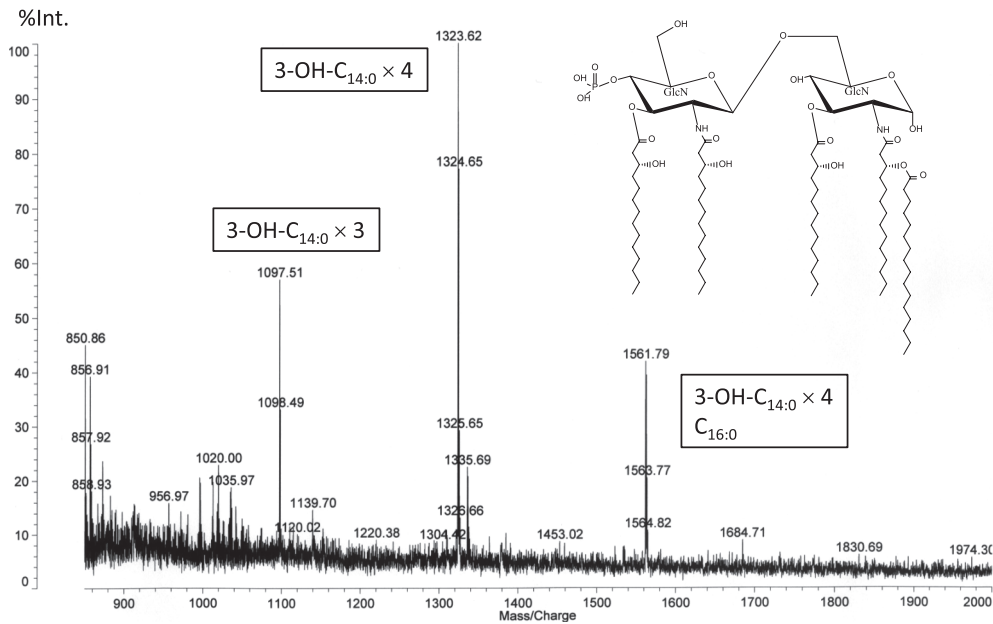 %Int.
100
90
80
70
60
50
40
30
20
10
0
1323.62
1324.65
3-OH-C14:0 × 4
3-OH-C14:0 × 3
1097.51
1098.49
850.86
856.91
857.92
858.93
956.97
1020.00
1035.97
1120.02
1139.70
1220.38
1304.42
1325.65
1335.69
1326.66
1453.02
1561.79
1563.77
1564.82
3-OH-C14:0 × 4
C16:0
1684.71
1830.69
1974.30
900 1000 1100 1200 1300 1400 1500 1600 1700 1800 1900 2000
Mass/Charge
OH
O
O
O
OH
P
O
OH
O
GlcN
O
NH
O
O
OH
OH
OH
GlcN
O
O
NH
OH
O
O
O
O
OH